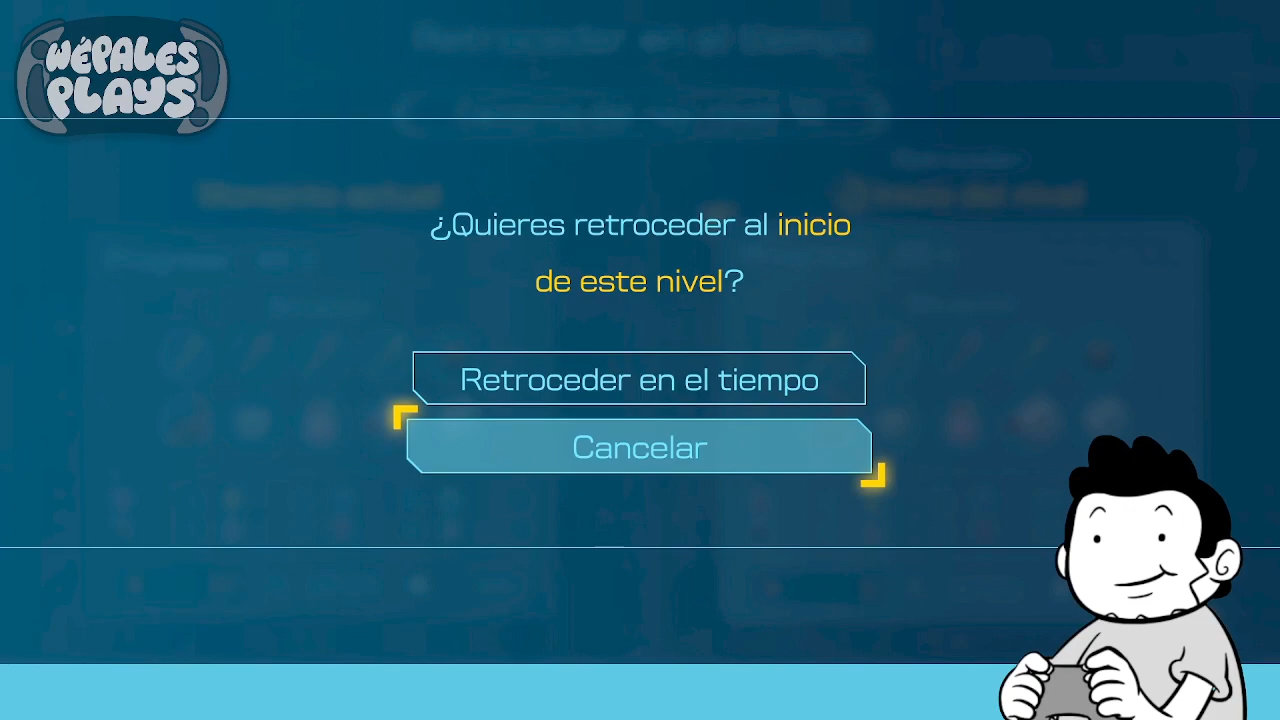 WÉPALES
PLAYS
¿Quieres retroceder al inicio
de este nivel?
Retroceder en el tiempo
Cancelar